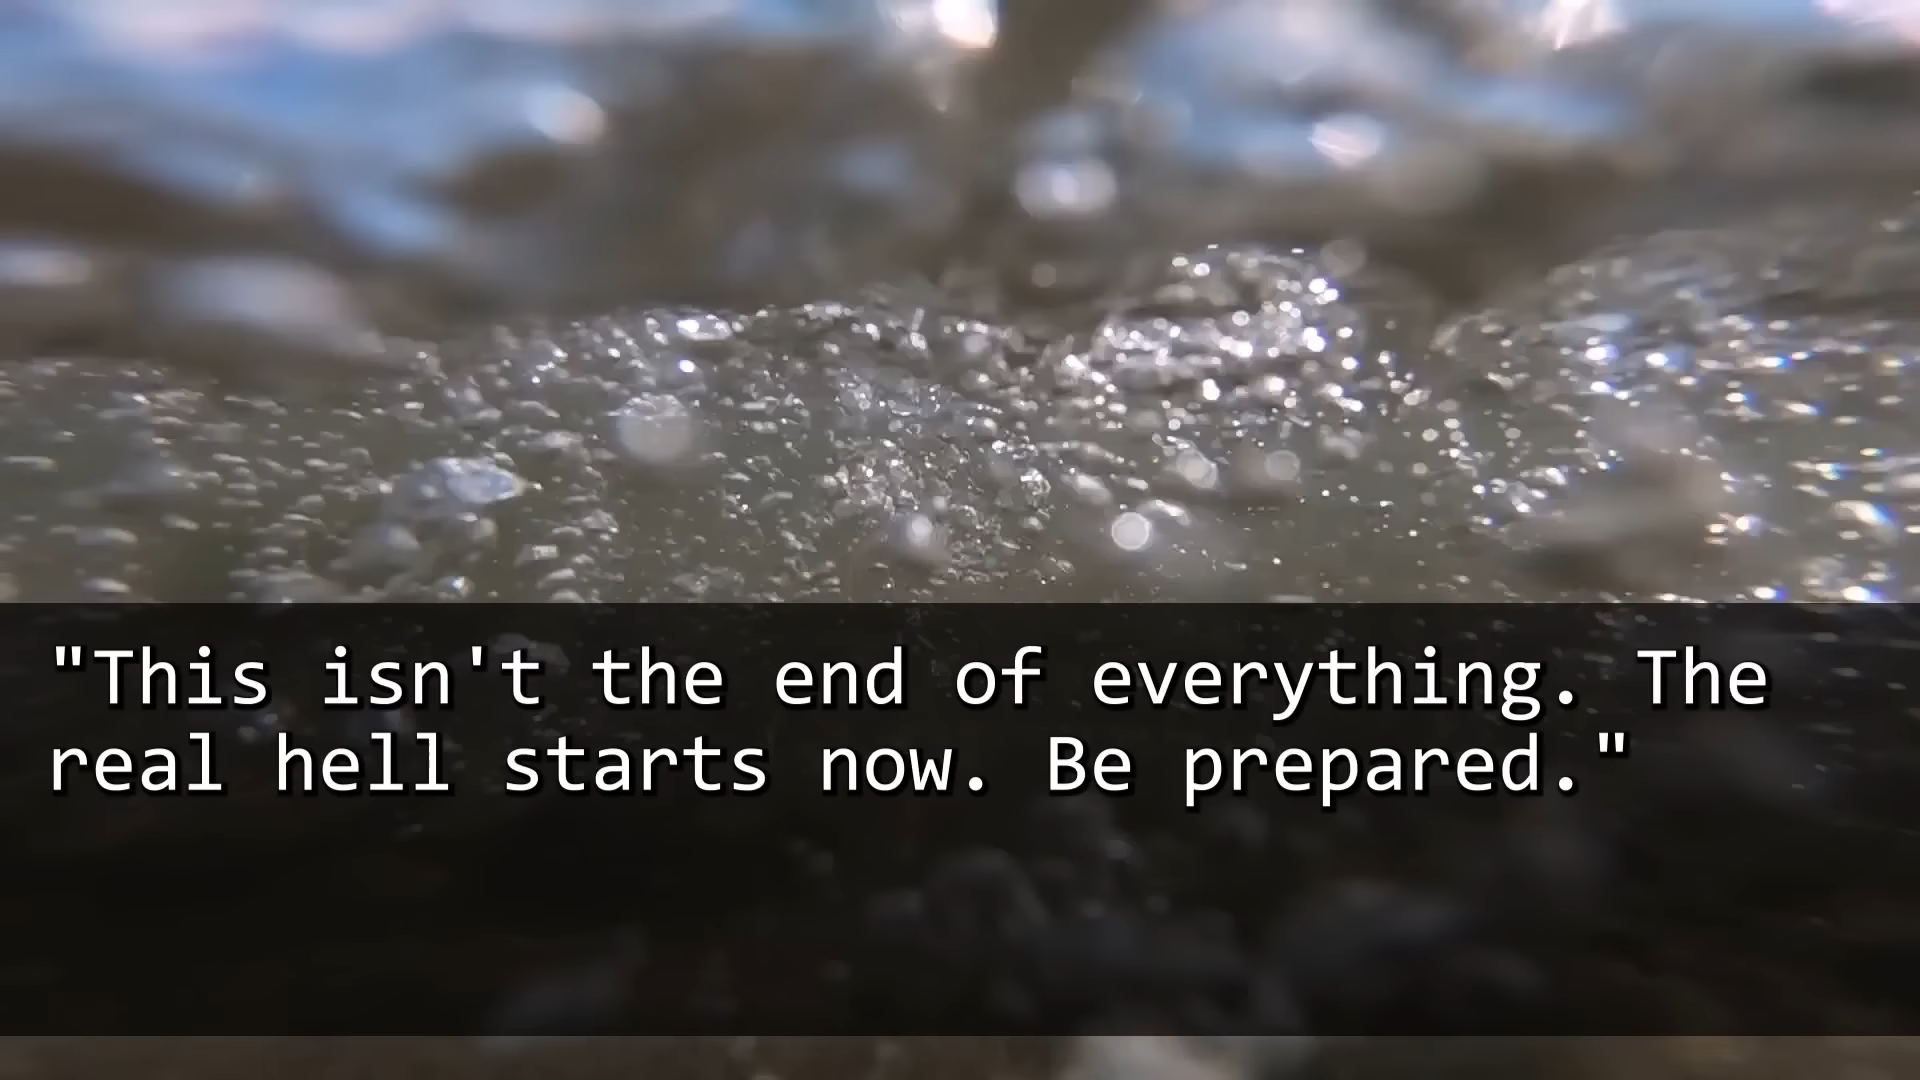 "This isn't the end of everything. The
real hell starts now. Be prepared."